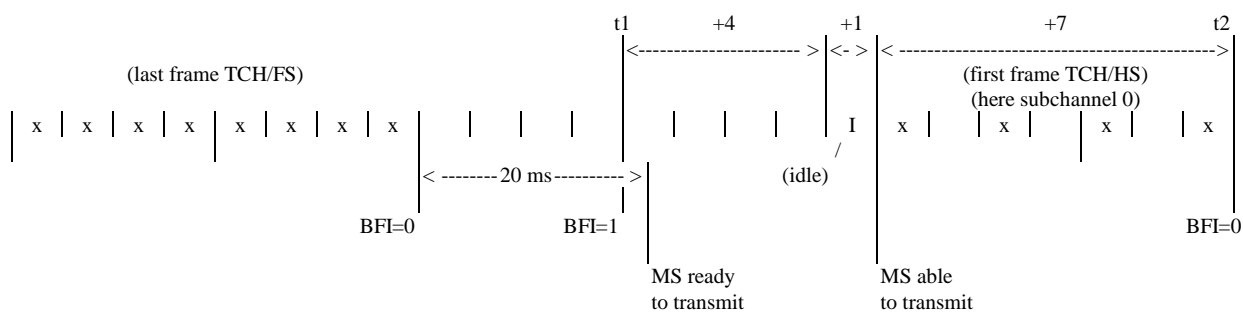 t1 +4 +1 +7 t2
<----------------------- > <- > < ----------------------------------------- >
(last frame TCH/FS) (first frame TCH/HS)
(here subchannel 0)
x x x x x x x x I x x x x
/
< --------20 ms---------- > (idle)
BFI=0 BFI=1 BFI=0
MS ready MS able
to transmit to transmit